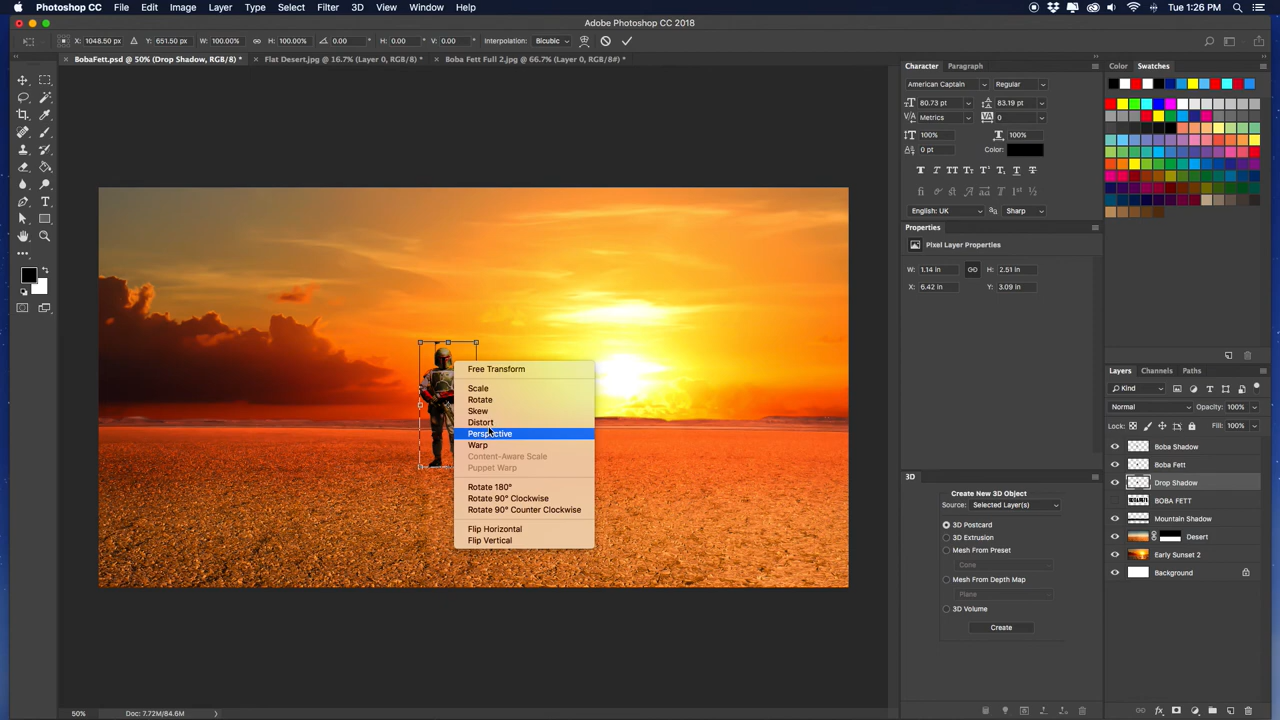 Photoshop CC File Edit Image Layer Type Select Filter 3D View Window Help Tue 1:26 PM
Adobe Photoshop CC 2018
X: 1048.50 px Y: 651.50 px W: 100.00% H: 100.00% 0.00 H: 0.00 V: 0.00 Interpolation: Bicubic
BobaFett.psd @ 50% (Drop Shadow, RGB/8) * Flat Desert.jpg @ 16.7% (Layer 0, RGB/8) * Boba Fett Full 2.jpg @ 66.7% (Layer 0, RGB/8#) *
Free Transform
Scale
Rotate
Skew
Distort
Perspective
Warp
Content-Aware Scale
Puppet Warp
Rotate 180°
Rotate 90° Clockwise
Rotate 90° Counter Clockwise
Flip Horizontal
Flip Vertical
50% Doc: 7.72M/84.6M
Character Paragraph
American Captain Regular
80.73 pt 83.19 pt
Metrics 0
100% 100%
0 pt Color:
English: UK Sharp
Properties
Pixel Layer Properties
W: 1.14 in H: 2.51 in
X: 6.42 in Y: 3.09 in
3D
Create New 3D Object
Source: Selected Layer(s)
3D Postcard
3D Extrusion
Mesh From Preset
Cone
Mesh From Depth Map
Plane
3D Volume
Create
Color Swatches
Layers Channels Paths
Kind
Normal Opacity: 100%
Lock: Fill: 100%
Boba Shadow
Boba Fett
Drop Shadow
BOBA FETT
Mountain Shadow
Desert
Early Sunset 2
Background